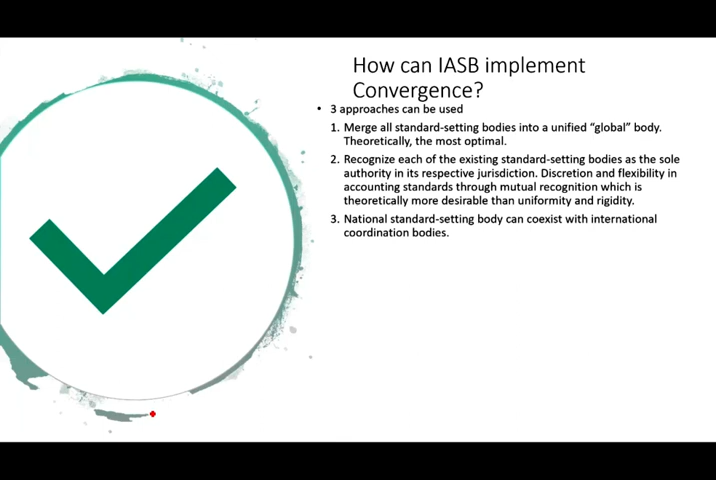 How can IASB implement
Convergence?
• 3 approaches can be used
1. Merge all standard-setting bodies into a unified “global” body.
Theoretically, the most optimal.
2. Recognize each of the existing standard-setting bodies as the sole
authority in its respective jurisdiction. Discretion and flexibility in
accounting standards through mutual recognition which is
theoretically more desirable than uniformity and rigidity.
3. National standard-setting body can coexist with international
coordination bodies.